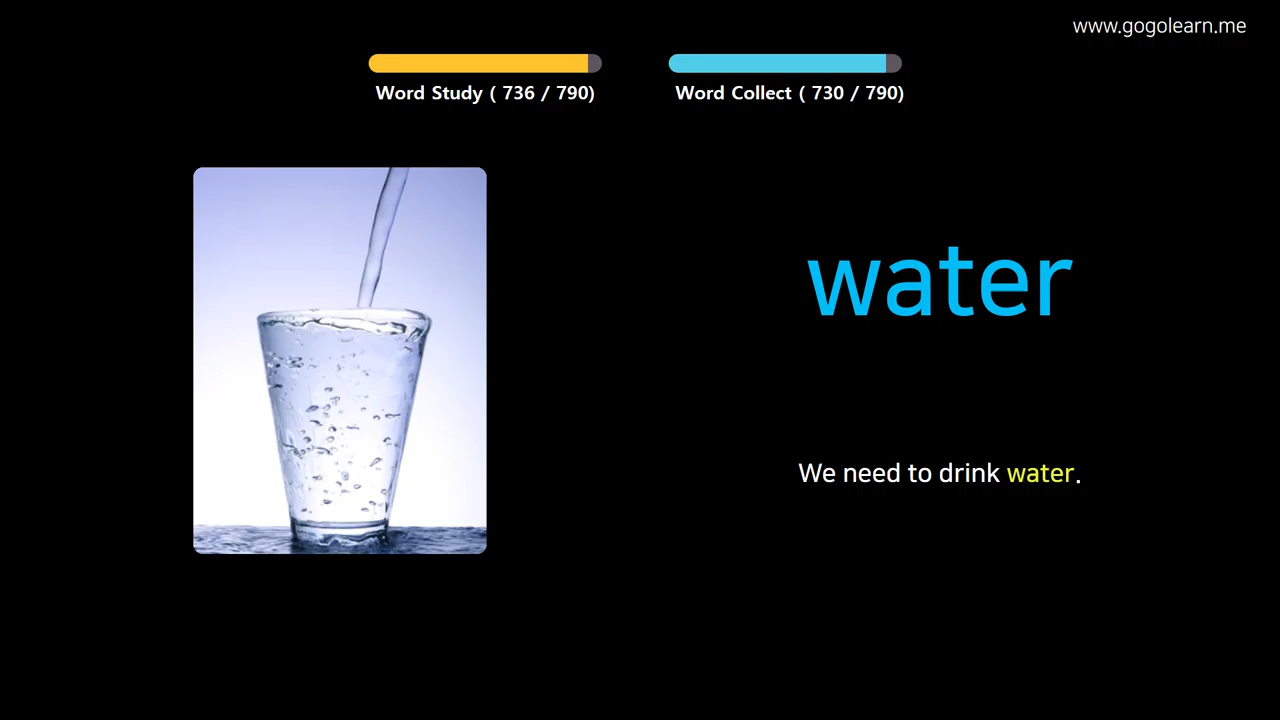 www.gogolearn.me
Word Study ( 736 / 790)
Word Collect ( 730 / 790)
water
We need to drink water.